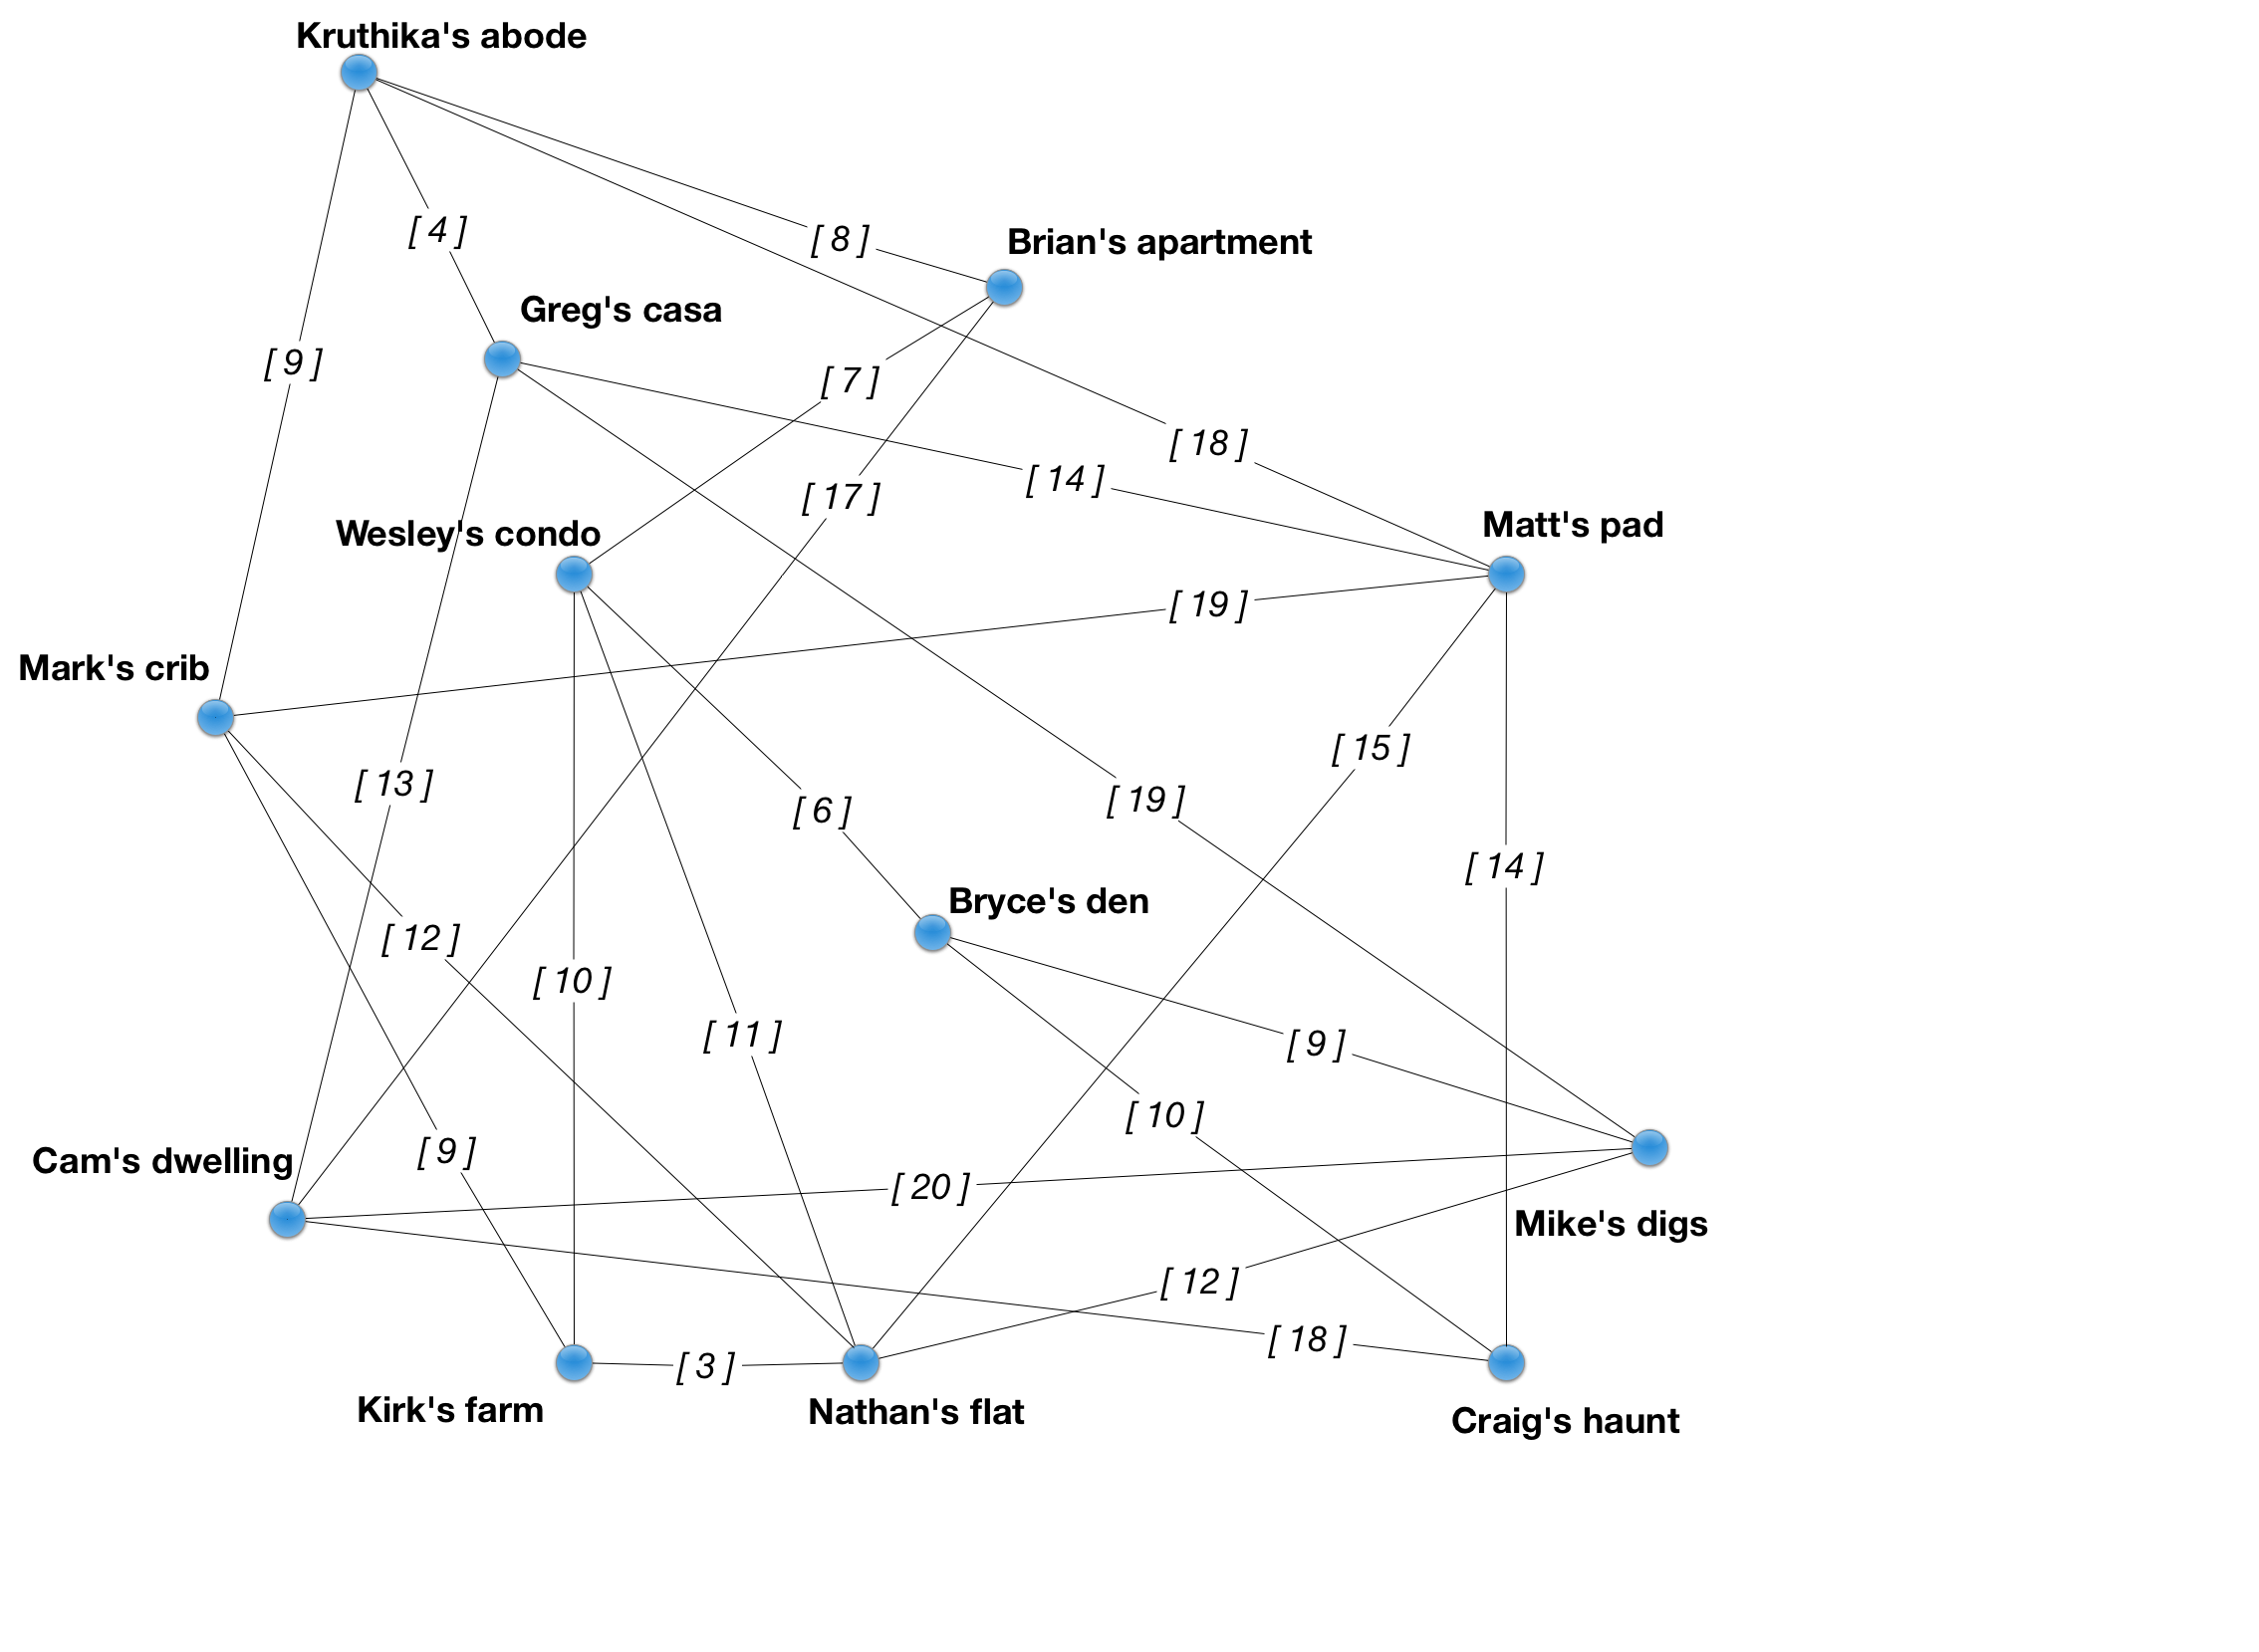 Kruthika's abode
[ 4 ]
[ 8 ]
Brian's apartment
Greg's casa
[ 9 ]
[ 7 ]
[ 18 ]
[ 14 ]
[ 17 ]
Wesley's condo
Matt's pad
[ 19 ]
Mark's crib
[ 15 ]
[ 13 ]
[ 19 ]
[ 6 ]
[ 14 ]
Bryce's den
[ 12 ]
[ 10 ]
[ 11 ]
[ 9 ]
[ 10 ]
[ 9 ]
Cam's dwelling
[ 20 ]
Mike's digs
[ 12 ]
[ 18 ]
[ 3 ]
Kirk's farm
Nathan's flat
Craig's haunt